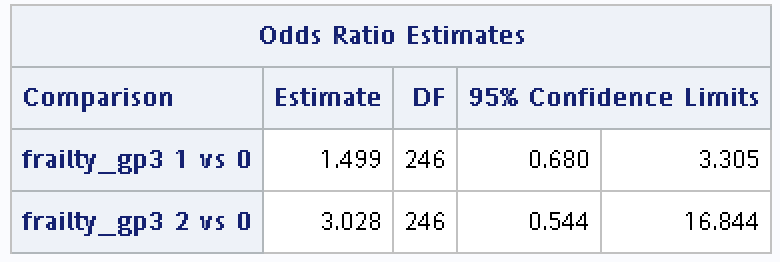 Odds Ratio Estimates
Comparison Estimate DF 95% Confidence Limits
frailty_gp3 1 vs 0 1.499 246 0.680 3.305
frailty_gp3 2 vs 0 3.028 246 0.544 16.844